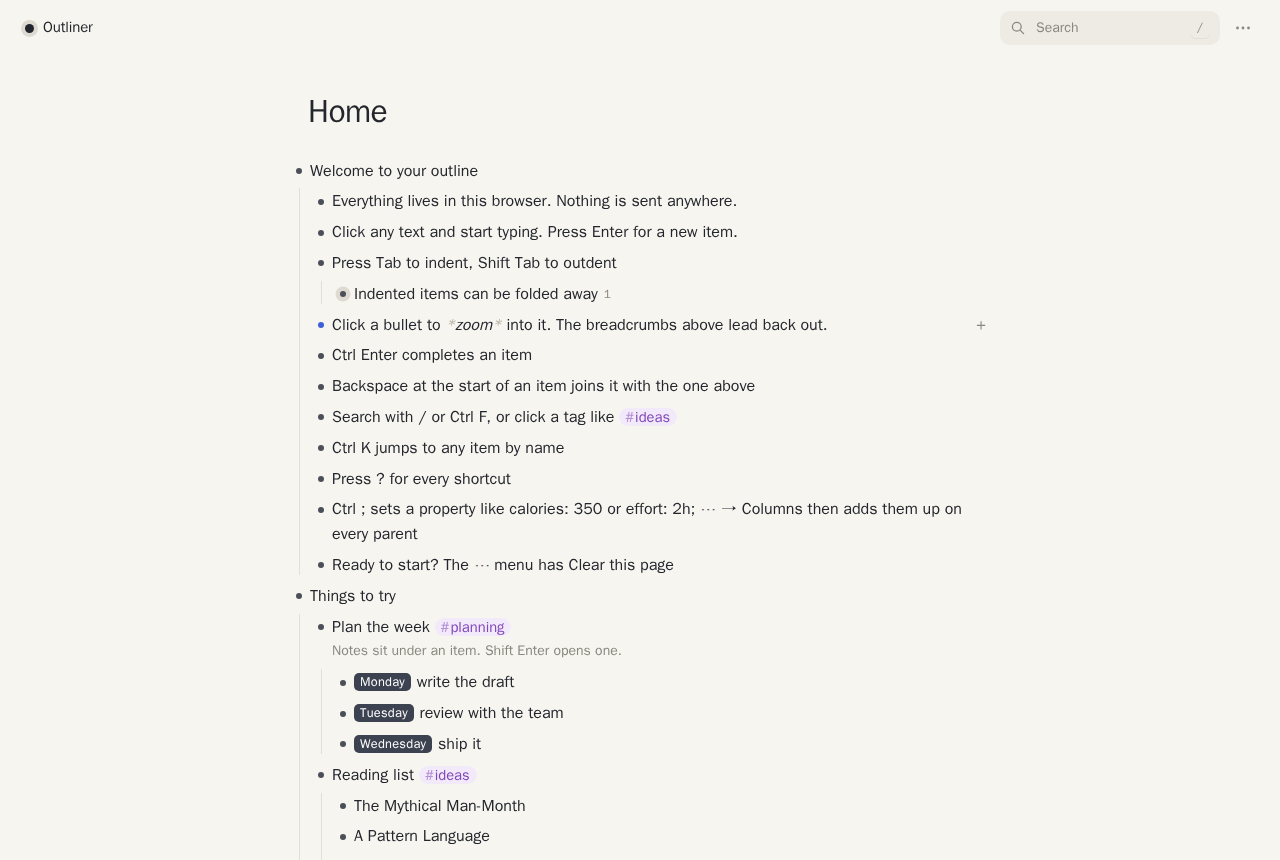 Outliner
Search /
Home
Welcome to your outline
Everything lives in this browser. Nothing is sent anywhere.
Click any text and start typing. Press Enter for a new item.
Press Tab to indent, Shift Tab to outdent
Indented items can be folded away 1
Click a bullet to *zoom* into it. The breadcrumbs above lead back out. +
Ctrl Enter completes an item
Backspace at the start of an item joins it with the one above
Search with / or Ctrl F, or click a tag like #ideas
Ctrl K jumps to any item by name
Press ? for every shortcut
Ctrl ; sets a property like calories: 350 or effort: 2h; ⋯ → Columns then adds them up on
every parent
Ready to start? The ⋯ menu has Clear this page
Things to try
Plan the week #planning
Notes sit under an item. Shift Enter opens one.
Monday write the draft
Tuesday review with the team
Wednesday ship it
Reading list #ideas
The Mythical Man-Month
A Pattern Language